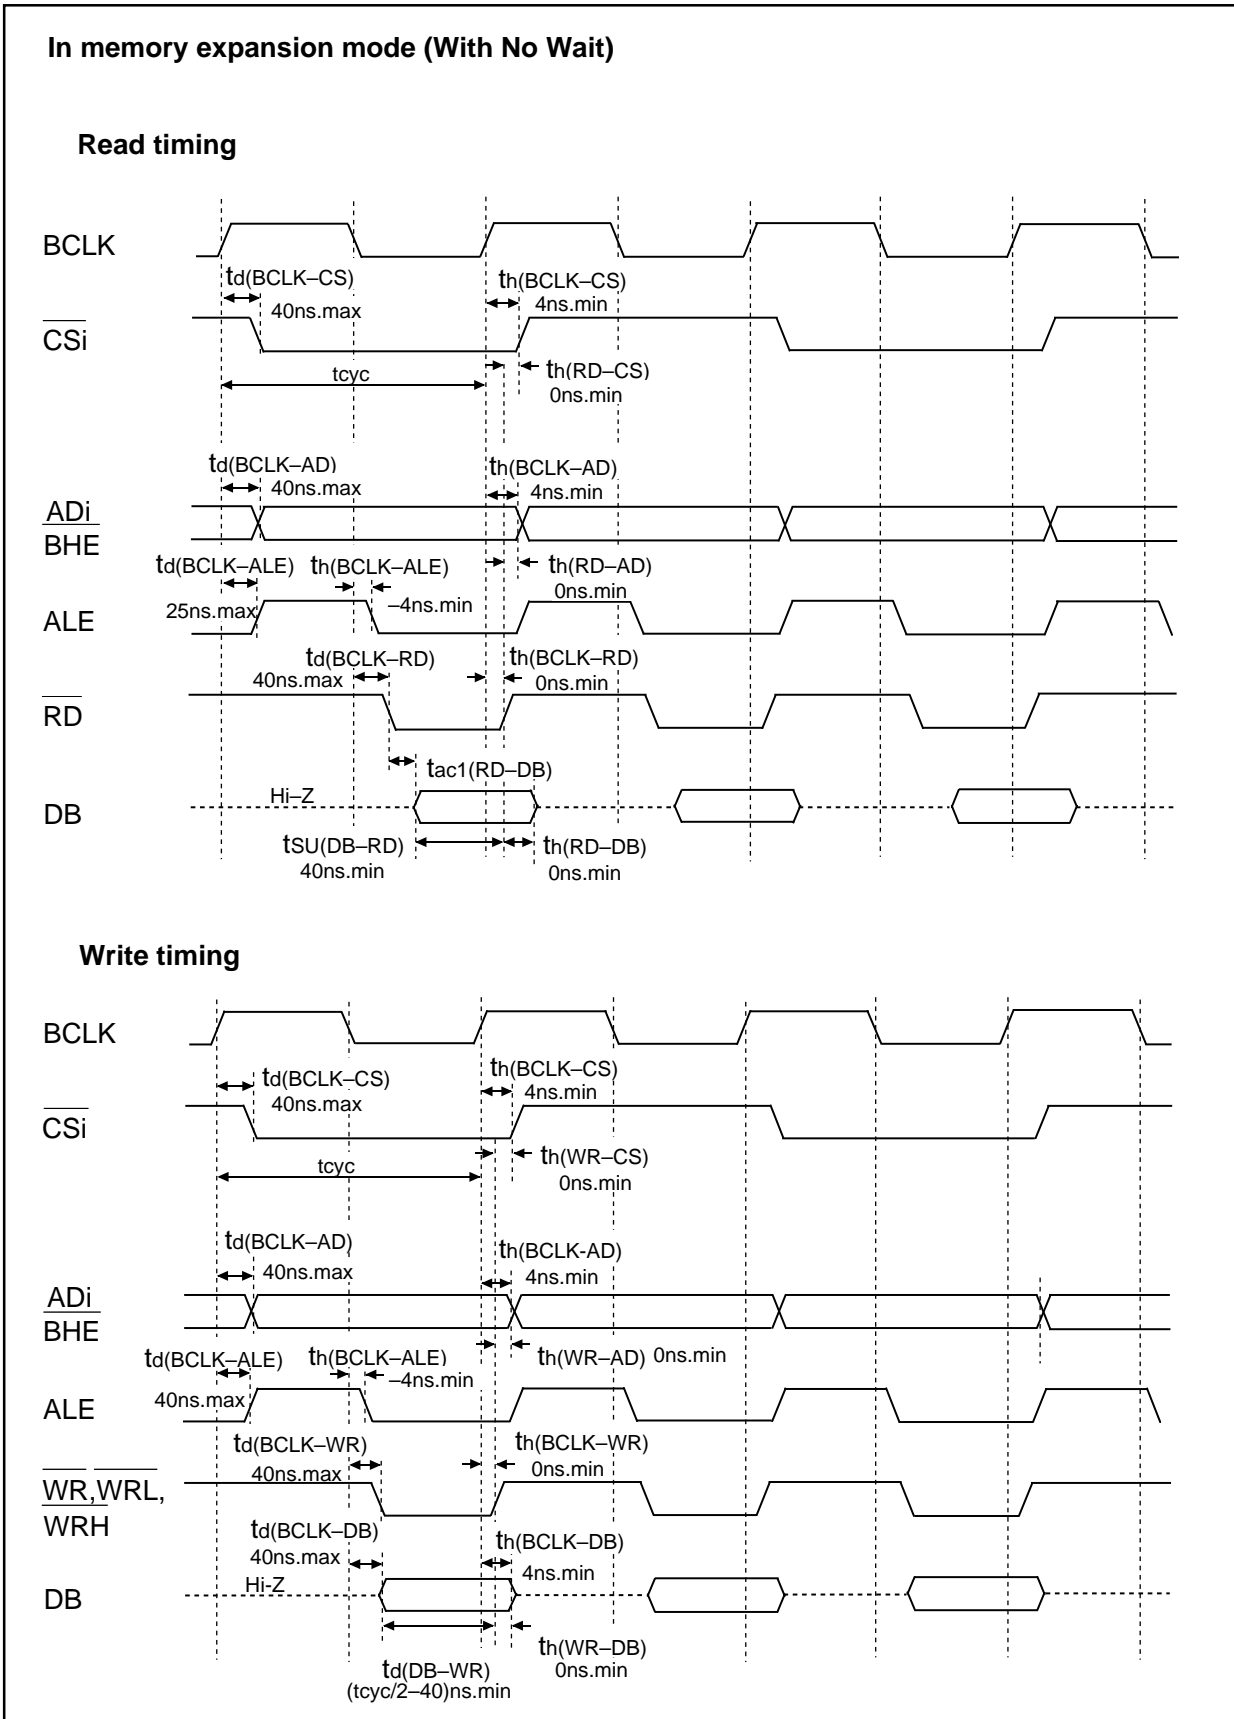 In memory expansion mode (With No Wait)
Read timing
BCLK
td(BCLK–CS)
40ns.max
th(BCLK–CS)
4ns.min
CSi
tcyc
th(RD–CS)
0ns.min
td(BCLK–AD)
40ns.max
th(BCLK–AD)
4ns.min
ADi
BHE
td(BCLK–ALE)
25ns.max
th(BCLK–ALE)
–4ns.min
th(RD–AD)
0ns.min
ALE
td(BCLK–RD)
40ns.max
th(BCLK–RD)
0ns.min
RD
tac1(RD–DB)
Hi–Z
DB
tSU(DB–RD)
40ns.min
th(RD–DB)
0ns.min
Write timing
BCLK
td(BCLK–CS)
40ns.max
th(BCLK–CS)
4ns.min
CSi
tcyc
th(WR–CS)
0ns.min
td(BCLK–AD)
40ns.max
th(BCLK-AD)
4ns.min
ADi
BHE
td(BCLK–ALE)
40ns.max
th(BCLK–ALE)
–4ns.min
th(WR–AD) 0ns.min
ALE
td(BCLK–WR)
40ns.max
th(BCLK–WR)
0ns.min
WR,WRL,
WRH
td(BCLK–DB)
40ns.max
th(BCLK–DB)
4ns.min
Hi-Z
DB
td(DB–WR)
(tcyc/2–40)ns.min
th(WR–DB)
0ns.min